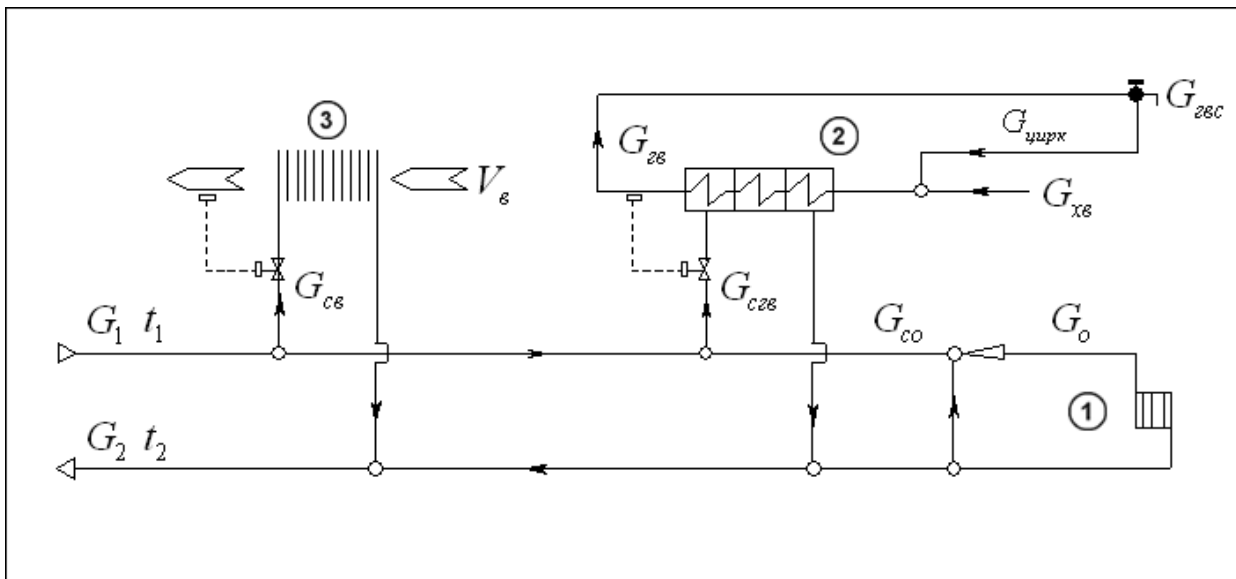 3
V_в
G_св
G_гв
2
G_цирк
G_гвс
G_хв
G_сгв
G_1 t_1
G_со
G_о
1
G_2 t_2